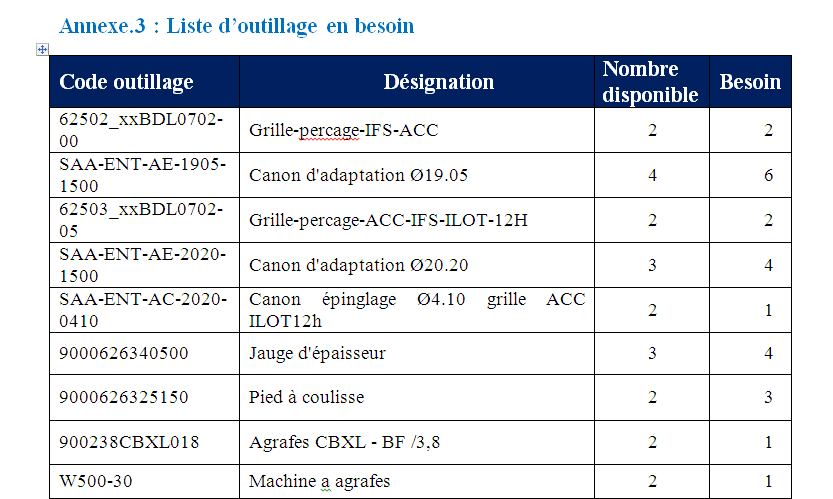 Annexe.3 : Liste d’outillage en besoin
Code outillage Désignation Nombre disponible Besoin
62502_xxBDL0702-00 Grille-percage-IFS-ACC 2 2
SAA-ENT-AE-1905-1500 Canon d'adaptation Ø19.05 4 6
62503_xxBDL0702-05 Grille-percage-ACC-IFS-ILOT-12H 2 2
SAA-ENT-AE-2020-1500 Canon d'adaptation Ø20.20 3 4
SAA-ENT-AC-2020-0410 Canon épinglage Ø4.10 grille ACC ILOT12h 2 1
9000626340500 Jauge d'épaisseur 3 4
9000626325150 Pied à coulisse 2 3
900238CBXL018 Agrafes CBXL - BF /3,8 2 1
W500-30 Machine a agrafes 2 1